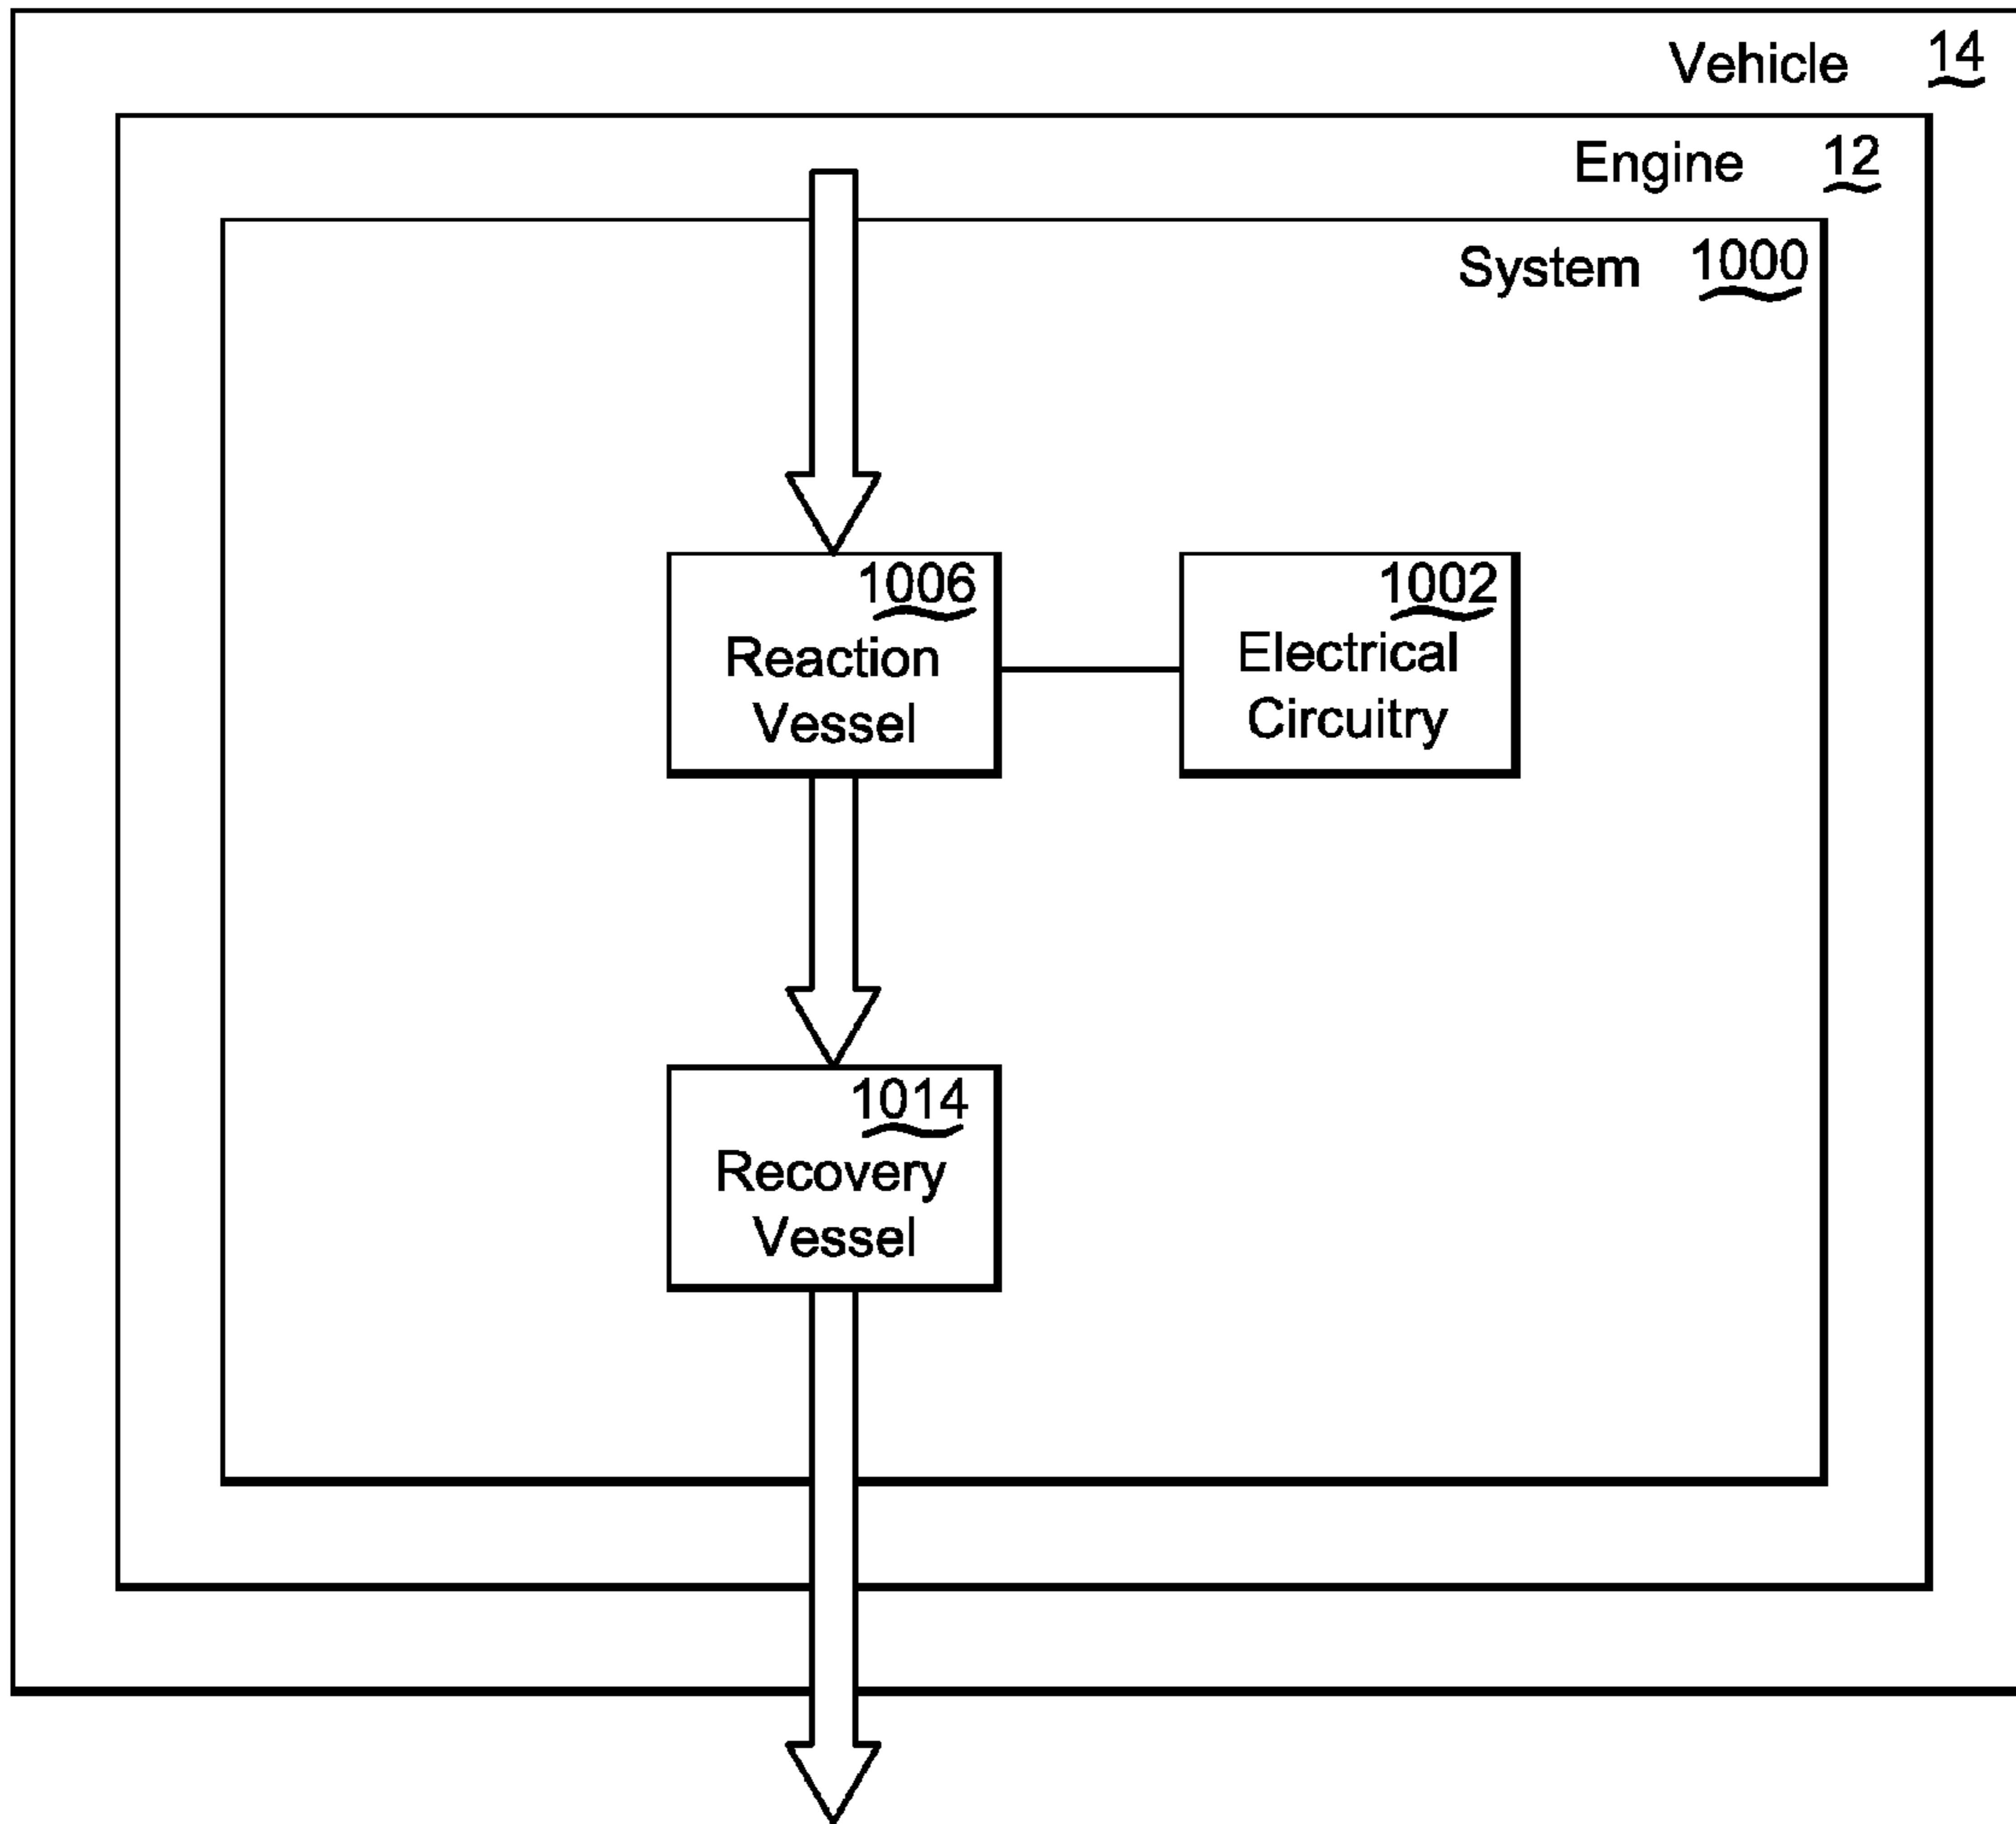 Vehicle 14
Engine 12
System 1000
1006
Reaction
Vessel
1002
Electrical
Circuitry
1014
Recovery
Vessel